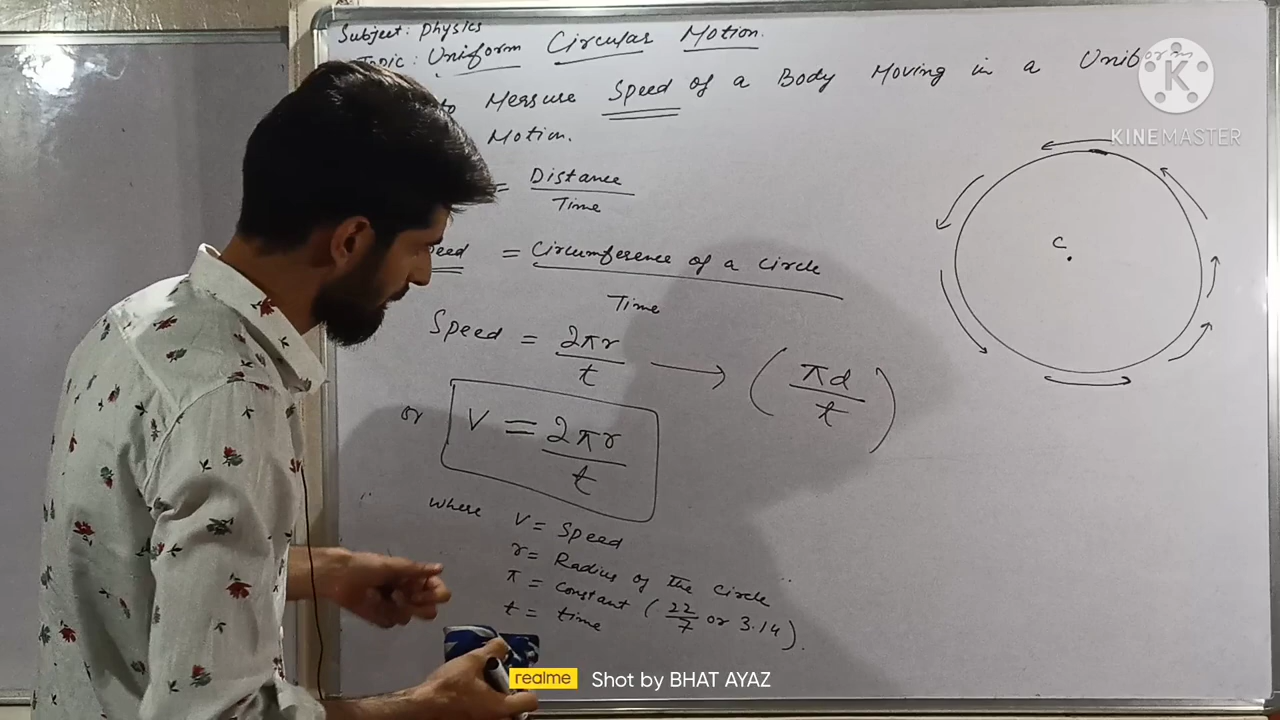 Subject: Physics
Topic: Uniform Circular Motion.
to Measure Speed of a Body Moving in a Uniform
Motion.
= Distance
Time
= Circumference of a circle
Time
Speed = 2πr
t
→ (πd
t)
or V = 2πr
t
where V = Speed
r = Radius of the circle
π = constant (22/7 or 3.14).
t = time
C
K
KINEMASTER
realme Shot by BHAT AYAZ